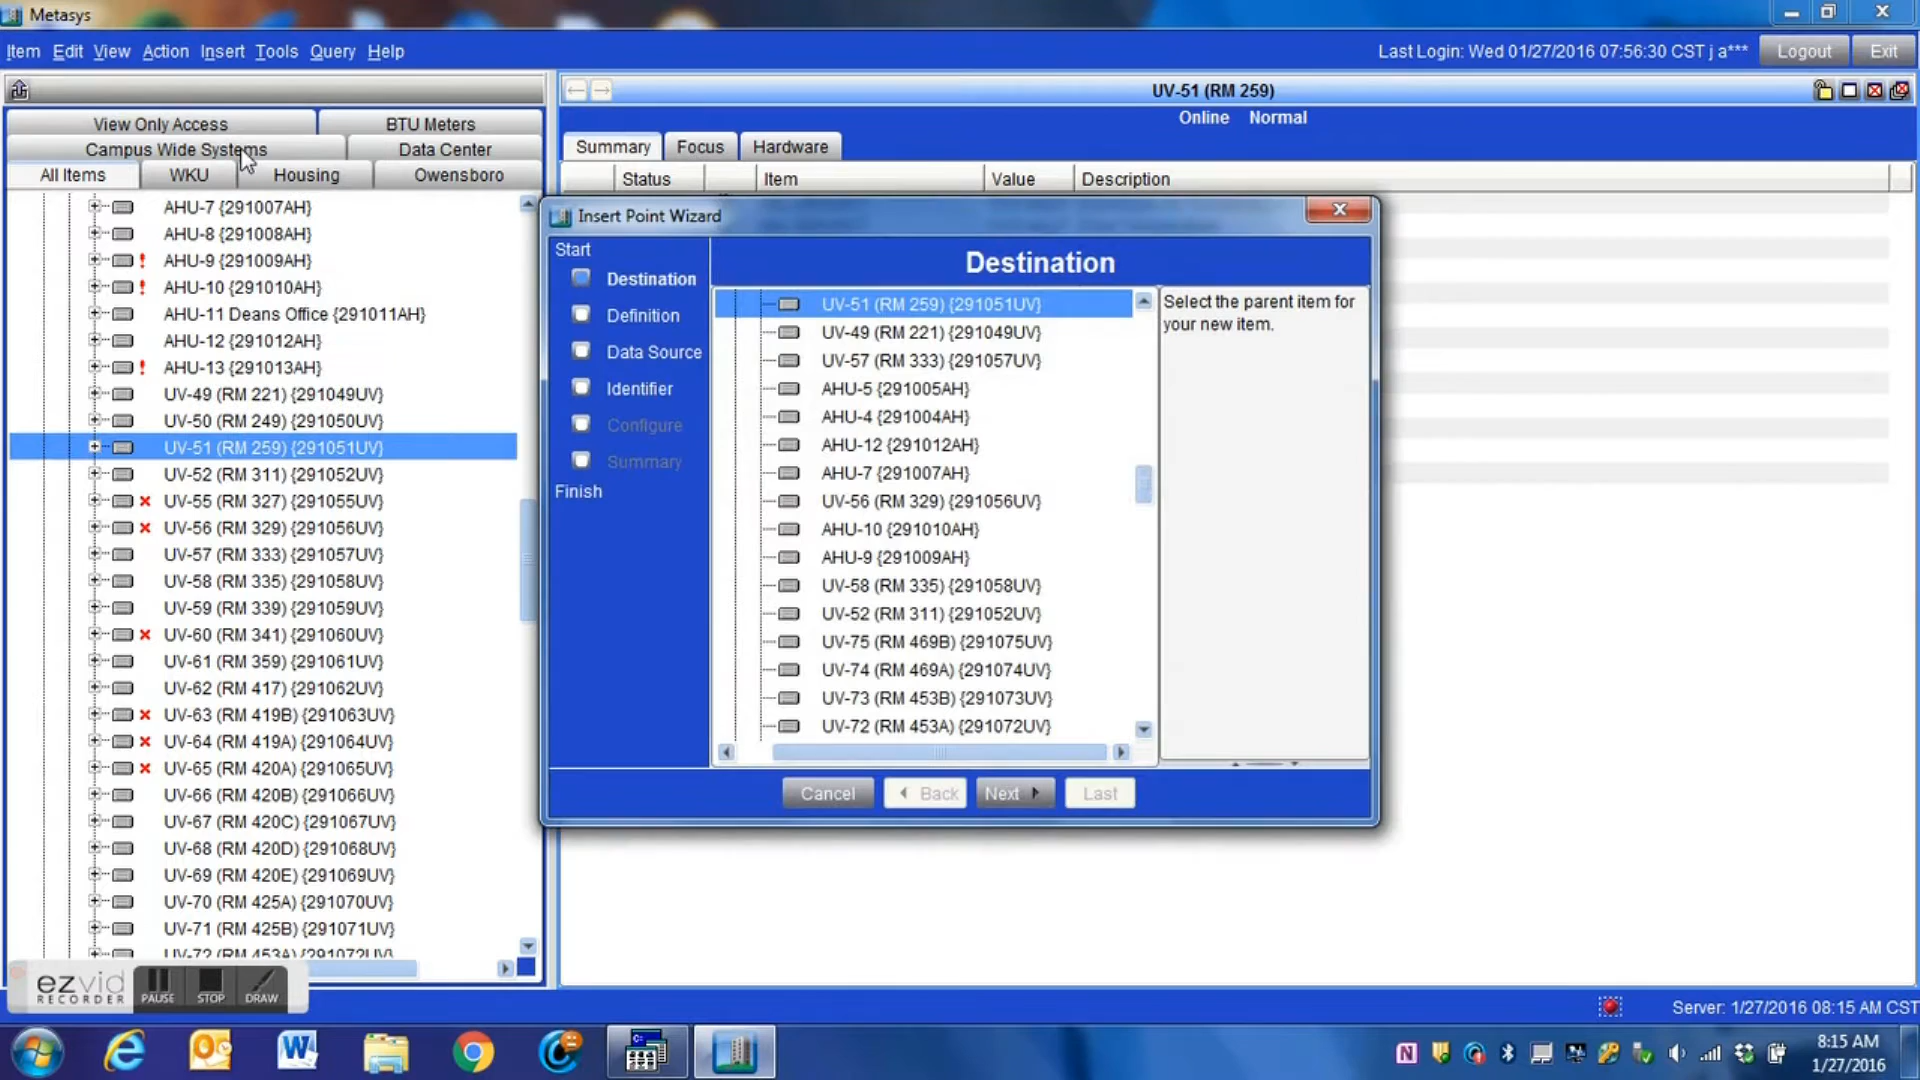 Metasys
Item Edit View Action Insert Tools Query Help
Last Login: Wed 01/27/2016 07:56:30 CST j a***
Logout
Exit
View Only Access
BTU Meters
Campus Wide Systems
Data Center
All Items
WKU
Housing
Owensboro
AHU-7 {291007AH}
AHU-8 {291008AH}
AHU-9 {291009AH}
AHU-10 {291010AH}
AHU-11 Deans Office {291011AH}
AHU-12 {291012AH}
AHU-13 {291013AH}
UV-49 (RM 221) {291049UV}
UV-50 (RM 249) {291050UV}
UV-51 (RM 259) {291051UV}
UV-52 (RM 311) {291052UV}
UV-55 (RM 327) {291055UV}
UV-56 (RM 329) {291056UV}
UV-57 (RM 333) {291057UV}
UV-58 (RM 335) {291058UV}
UV-59 (RM 339) {291059UV}
UV-60 (RM 341) {291060UV}
UV-61 (RM 359) {291061UV}
UV-62 (RM 417) {291062UV}
UV-63 (RM 419B) {291063UV}
UV-64 (RM 419A) {291064UV}
UV-65 (RM 420A) {291065UV}
UV-66 (RM 420B) {291066UV}
UV-67 (RM 420C) {291067UV}
UV-68 (RM 420D) {291068UV}
UV-69 (RM 420E) {291069UV}
UV-70 (RM 425A) {291070UV}
UV-71 (RM 425B) {291071UV}
UV-72 (RM 453A) {291072UV}
UV-51 (RM 259)
Online Normal
Summary
Focus
Hardware
Status
Item
Value
Description
Insert Point Wizard
Start
Destination
Definition
Data Source
Identifier
Configure
Summary
Finish
Destination
UV-51 (RM 259) {291051UV}
UV-49 (RM 221) {291049UV}
UV-57 (RM 333) {291057UV}
AHU-5 {291005AH}
AHU-4 {291004AH}
AHU-12 {291012AH}
AHU-7 {291007AH}
UV-56 (RM 329) {291056UV}
AHU-10 {291010AH}
AHU-9 {291009AH}
UV-58 (RM 335) {291058UV}
UV-52 (RM 311) {291052UV}
UV-75 (RM 469B) {291075UV}
UV-74 (RM 469A) {291074UV}
UV-73 (RM 453B) {291073UV}
UV-72 (RM 453A) {291072UV}
Select the parent item for
your new item.
Cancel
Back
Next
Last
ezvid
RECORDER
PAUSE
STOP
DRAW
Server: 1/27/2016 08:15 AM CST
8:15 AM
1/27/2016